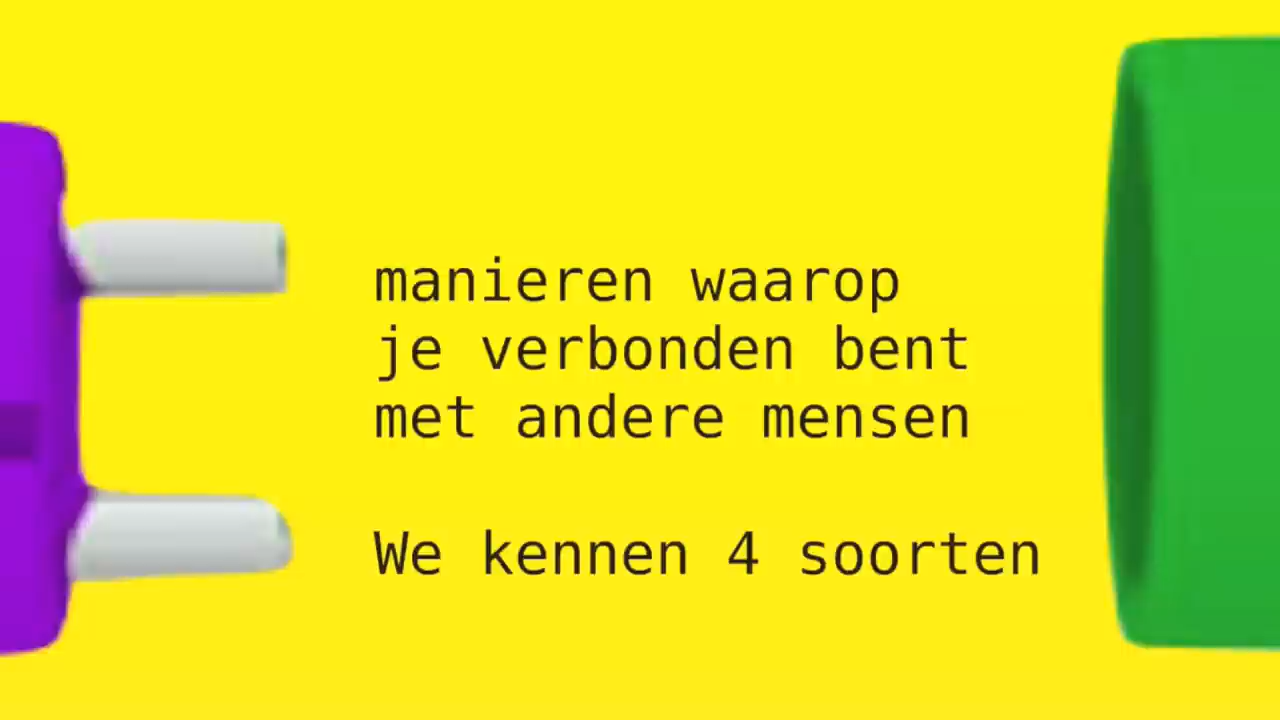 manieren waarop
je verbonden bent
met andere mensen
We kennen 4 soorten